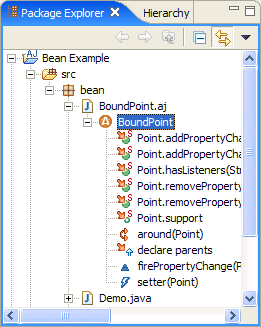 Package Explorer Hierarchy
Bean Example
src
bean
BoundPoint.aj
BoundPoint
Point.addPropertyCha
Point.addPropertyCha
Point.hasListeners(Str
Point.removeProperty
Point.removeProperty
Point.support
around(Point)
declare parents
firePropertyChange(P
setter(Point)
Demo.java